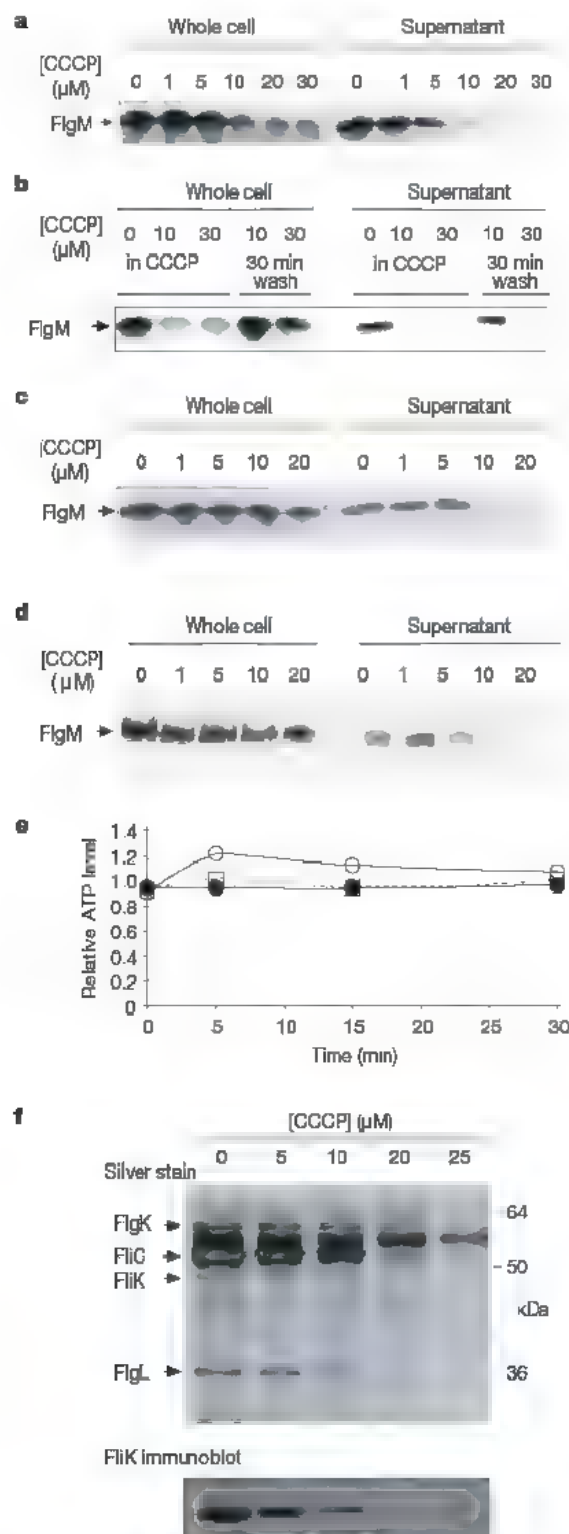 a
Whole cell Supernatant
[CCCP] 0 1 5 10 20 30 0 1 5 10 20 30
(µM)
FlgM
b
Whole cell Supernatant
[CCCP] 0 10 30 10 30 0 10 30 10 30
(µM) in CCCP 30 min in CCCP 30 min
wash wash
FlgM
c
Whole cell Supernatant
[CCCP] 0 1 5 10 20 0 1 5 10 20
(µM)
FlgM
d
Whole cell Supernatant
[CCCP] 0 1 5 10 20 0 1 5 10 20
(µM)
FlgM
e
1.4
1.2
1.0
0.8
0.6
0.4
0.2
0
Relative ATP level
0 5 10 15 20 25 30
Time (min)
f
[CCCP] (µM)
0 5 10 20 25
Silver stain
FlgK 64
FliC 50
FliK
kDa
FlgL 36
FliK immunoblot